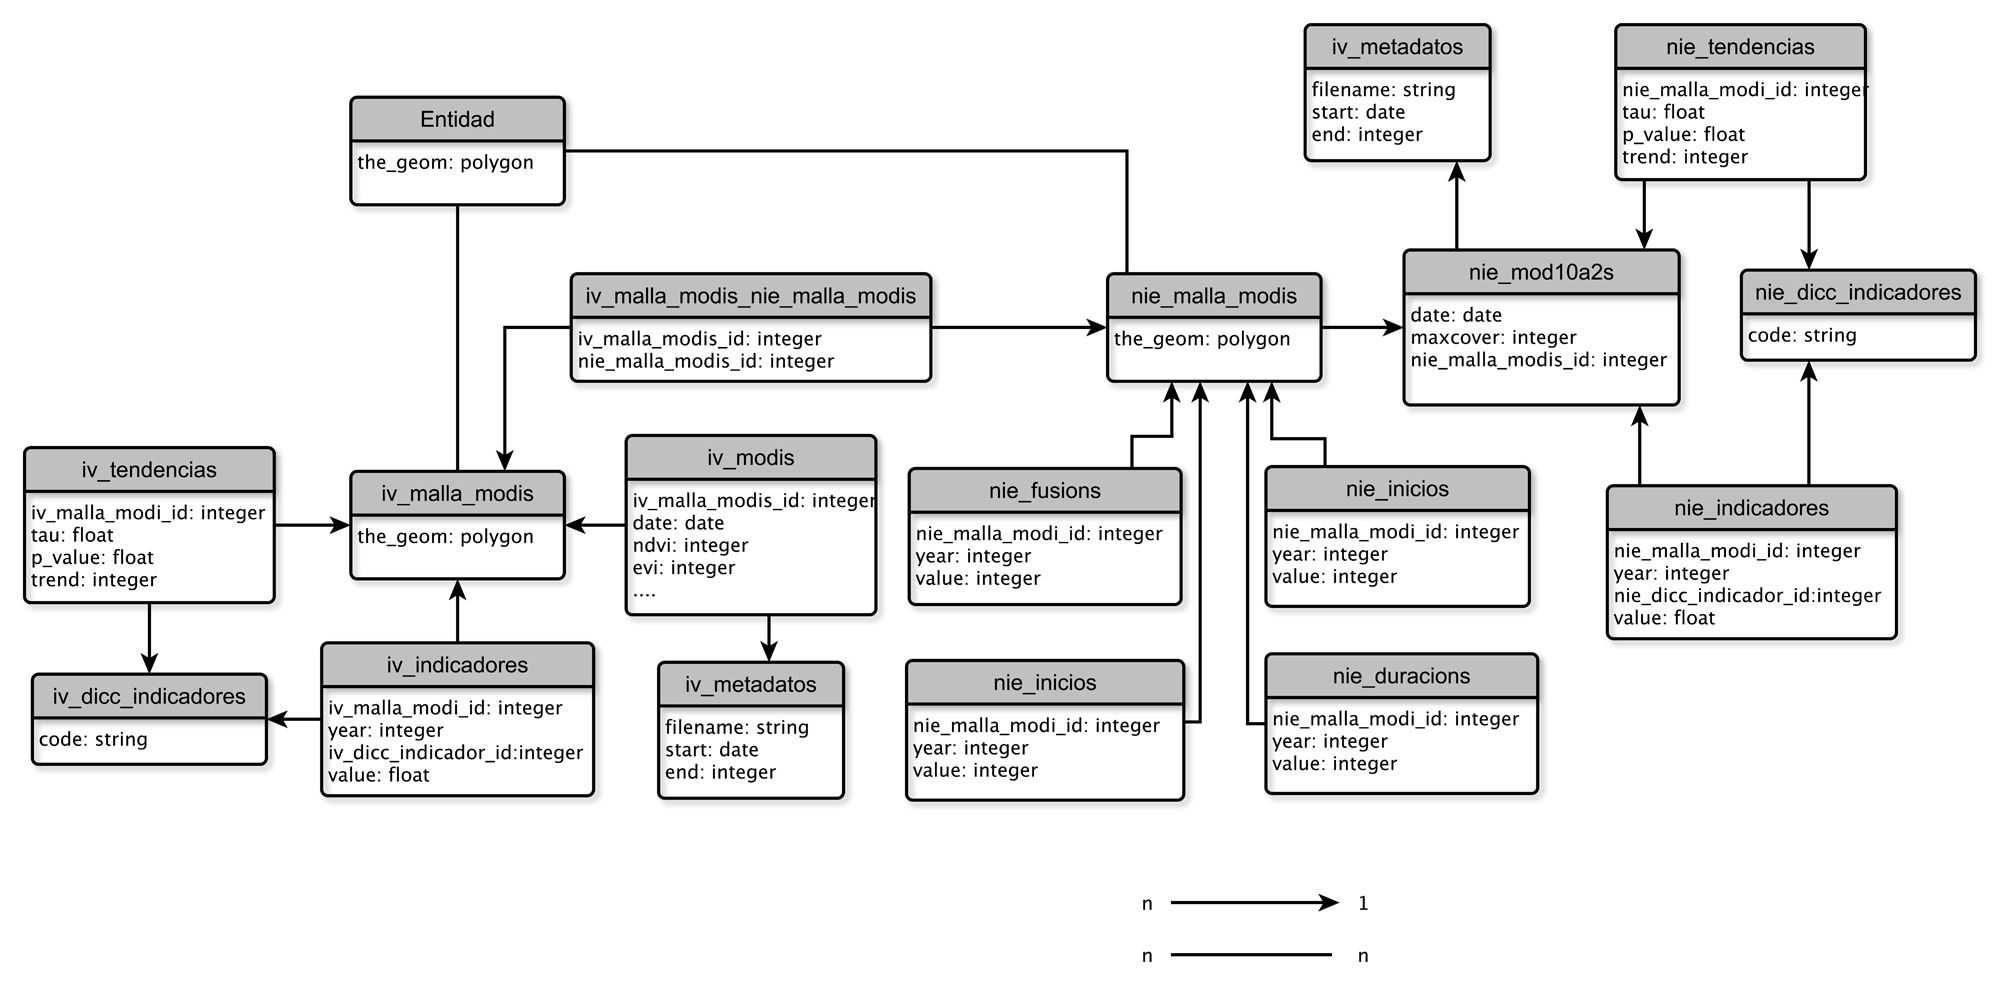 iv_metadatos
filename: string
start: date
end: integer
nie_tendencias
nie_malla_modi_id: integer
tau: float
p_value: float
trend: integer
Entidad
the_geom: polygon
iv_malla_modis_nie_malla_modis
iv_malla_modis_id: integer
nie_malla_modis_id: integer
nie_malla_modis
the_geom: polygon
nie_mod10a2s
date: date
maxcover: integer
nie_malla_modis_id: integer
nie_dicc_indicadores
code: string
iv_tendencias
iv_malla_modi_id: integer
tau: float
p_value: float
trend: integer
iv_malla_modis
the_geom: polygon
iv_modis
iv_malla_modis_id: integer
date: date
ndvi: integer
evi: integer
....
nie_fusions
nie_malla_modi_id: integer
year: integer
value: integer
nie_inicios
nie_malla_modi_id: integer
year: integer
value: integer
nie_indicadores
nie_malla_modi_id: integer
year: integer
nie_dicc_indicador_id:integer
value: float
iv_dicc_indicadores
code: string
iv_indicadores
iv_malla_modi_id: integer
year: integer
iv_dicc_indicador_id:integer
value: float
iv_metadatos
filename: string
start: date
end: integer
nie_inicios
nie_malla_modi_id: integer
year: integer
value: integer
nie_duracions
nie_malla_modi_id: integer
year: integer
value: integer
n 1
n n